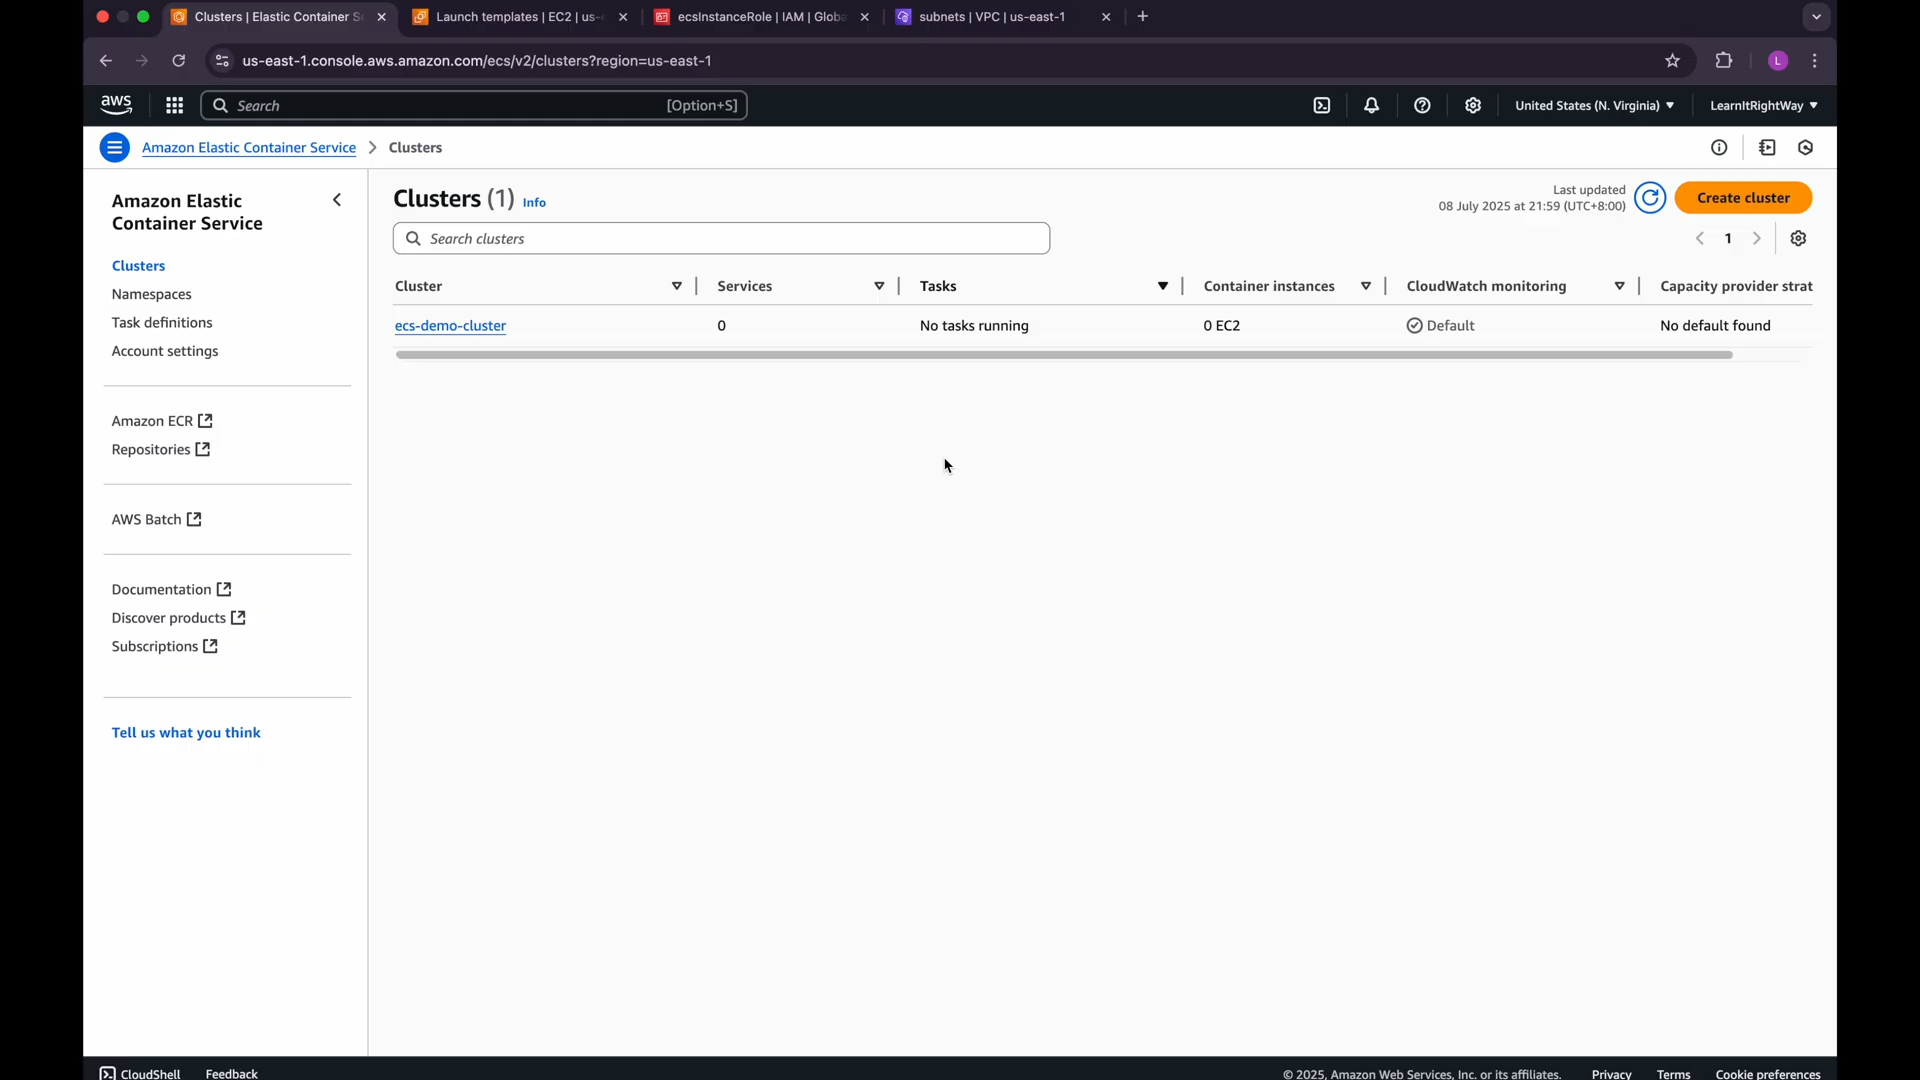 Clusters | Elastic Container S
Launch templates | EC2 | us-
ecsInstanceRole | IAM | Globa
subnets | VPC | us-east-1
us-east-1.console.aws.amazon.com/ecs/v2/clusters?region=us-east-1
L
aws
Search
[Option+S]
United States (N. Virginia)
LearnItRightWay
Amazon Elastic Container Service
Clusters
Amazon Elastic
Container Service
Clusters
Namespaces
Task definitions
Account settings
Amazon ECR
Repositories
AWS Batch
Documentation
Discover products
Subscriptions
Tell us what you think
Clusters (1) Info
Last updated
08 July 2025 at 21:59 (UTC+8:00)
Create cluster
Search clusters
1
Cluster
Services
Tasks
Container instances
CloudWatch monitoring
Capacity provider strat
ecs-demo-cluster
0
No tasks running
0 EC2
Default
No default found
CloudShell
Feedback
© 2025, Amazon Web Services, Inc. or its affiliates.
Privacy
Terms
Cookie preferences